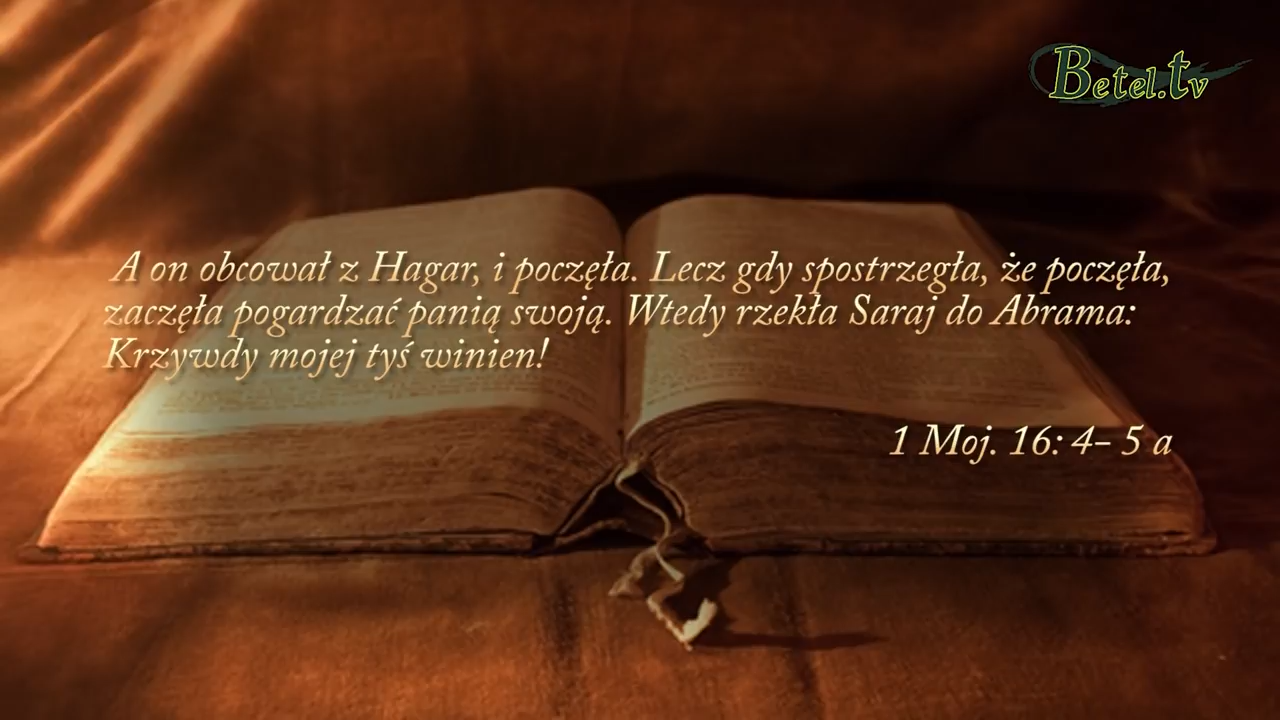 Betel.tv
A on obcował z Hagar, i poczęła. Lecz gdy spostrzegła, że poczęła,
zaczęła pogardzać panią swoją. Wtedy rzekła Saraj do Abrama:
Krzywdy mojej tyś winien!
1 Moj. 16: 4– 5 a